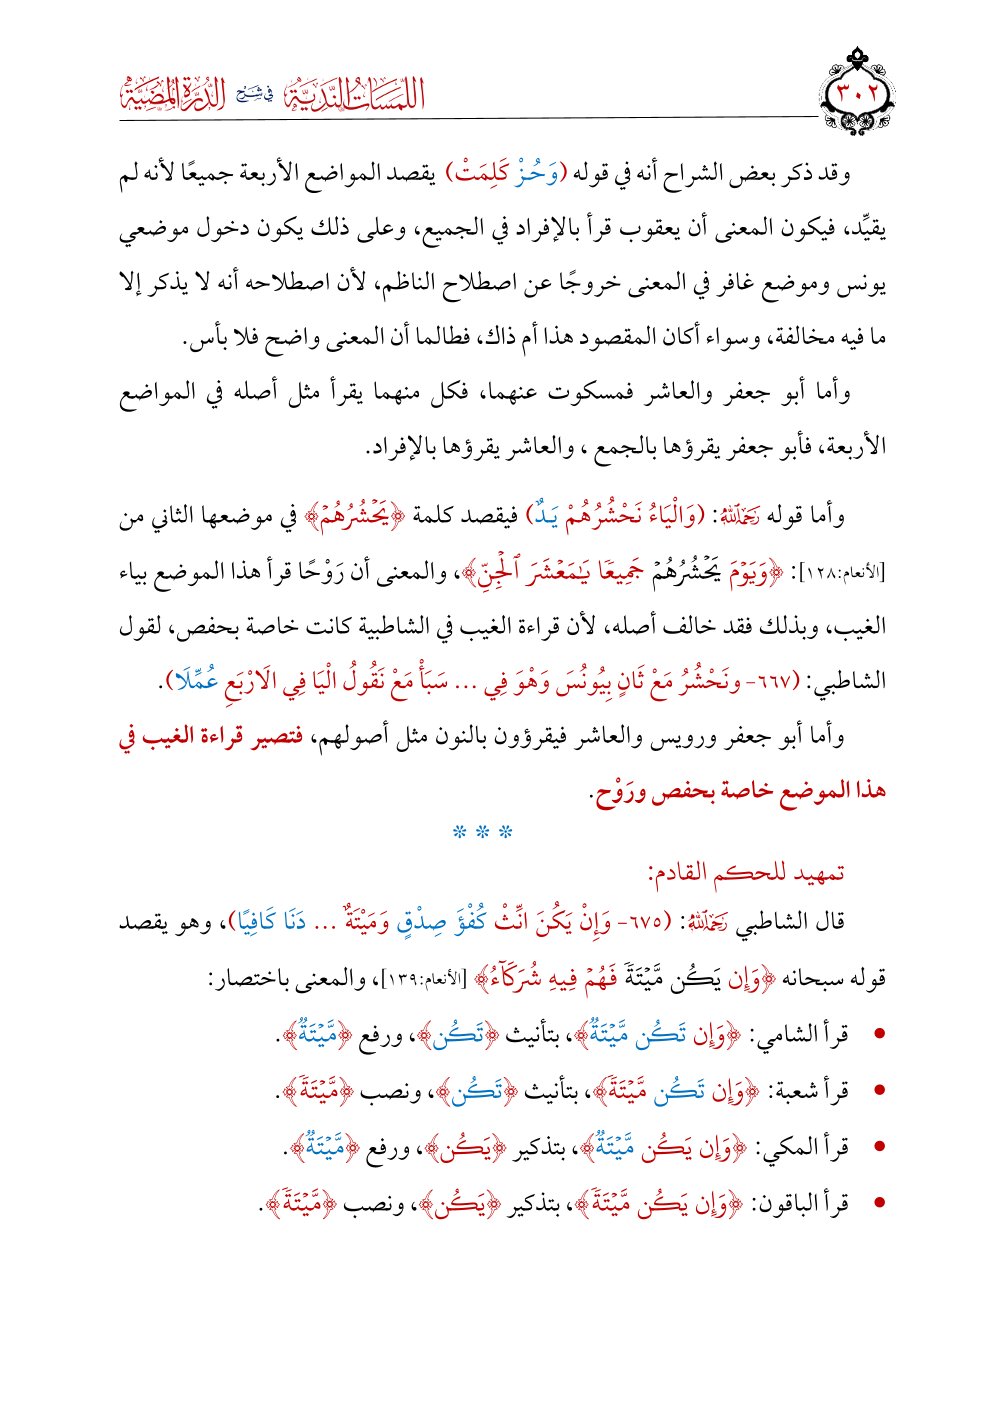 ٣٠٢
اللمسات الندية في شرح الدرة المضية
وقد ذكر بعض الشراح أنه في قوله (وَحُـزْ كَلِمَتْ) يقصد المواضع الأربعة جميعًا لأنه لم
يقيِّد، فيكون المعنى أن يعقوب قرأ بالإفراد في الجميع، وعلى ذلك يكون دخول موضعي
يونس وموضع غافر في المعنى خروجًا عن اصطلاح الناظم، لأن اصطلاحه أنه لا يذكر إلا
ما فيه مخالفة، وسواء أكان المقصود هذا أم ذاك، فطالما أن المعنى واضح فلا بأس.
وأما أبو جعفر والعاشر فمسكوت عنهما، فكل منهما يقرأ مثل أصله في المواضع
الأربعة، فأبو جعفر يقرؤها بالجمع ، والعاشر يقرؤها بالإفراد.
وأما قوله رَحِمَهُ ٱللَّهُ: (وَالْيَاءُ نَحْشُرُهُمْ يَـدٌ) فيقصد كلمة ﴿يَحۡشُرُهُمۡ﴾ في موضعها الثاني من
[الأنعام:١٢٨]: ﴿وَيَوۡمَ يَحۡشُرُهُمۡ جَمِيعٗا يَٰمَعۡشَرَ ٱلۡجِنِّ﴾، والمعنى أن رَوْحًا قرأ هذا الموضع بياء
الغيب، وبذلك فقد خالف أصله، لأن قراءة الغيب في الشاطبية كانت خاصة بحفص، لقول
الشاطبي: (٦٦٧- ونَحْشُرُ مَعْ ثَانٍ بِيُونُسَ وَهْوَ فِي ... سَبَأْ مَعْ نَقُولُ الْيَا فِي الَارْبَعِ عُمِّلَا).
وأما أبو جعفر ورويس والعاشر فيقرؤون بالنون مثل أصولهم، فتصير قراءة الغيب في
هذا الموضع خاصة بحفص ورَوْح.
* * *
تمهيد للحكم القادم:
قال الشاطبي رَحِمَهُ ٱللَّهُ: (٦٧٥- وَإِنْ يَكُنَ انِّثْ كُفْؤَ صِدْقٍ وَمَيْتَةٌ ... دَنَا كَافِيًا)، وهو يقصد
قوله سبحانه ﴿وَإِن يَكُن مَّيۡتَةٗ فَهُمۡ فِيهِ شُرَكَآءُ﴾ [الأنعام:١٣٩]، والمعنى باختصار:
• قرأ الشامي: ﴿وَإِن تَكُن مَّيۡتَةٞ﴾، بتأنيث ﴿تَكُن﴾، ورفع ﴿مَّيۡتَةٞ﴾.
• قرأ شعبة: ﴿وَإِن تَكُن مَّيۡتَةٗ﴾، بتأنيث ﴿تَكُن﴾، ونصب ﴿مَّيۡتَةٗ﴾.
• قرأ المكي: ﴿وَإِن يَكُن مَّيۡتَةٞ﴾، بتذكير ﴿يَكُن﴾، ورفع ﴿مَّيۡتَةٞ﴾.
• قرأ الباقون: ﴿وَإِن يَكُن مَّيۡتَةٗ﴾، بتذكير ﴿يَكُن﴾، ونصب ﴿مَّيۡتَةٗ﴾.